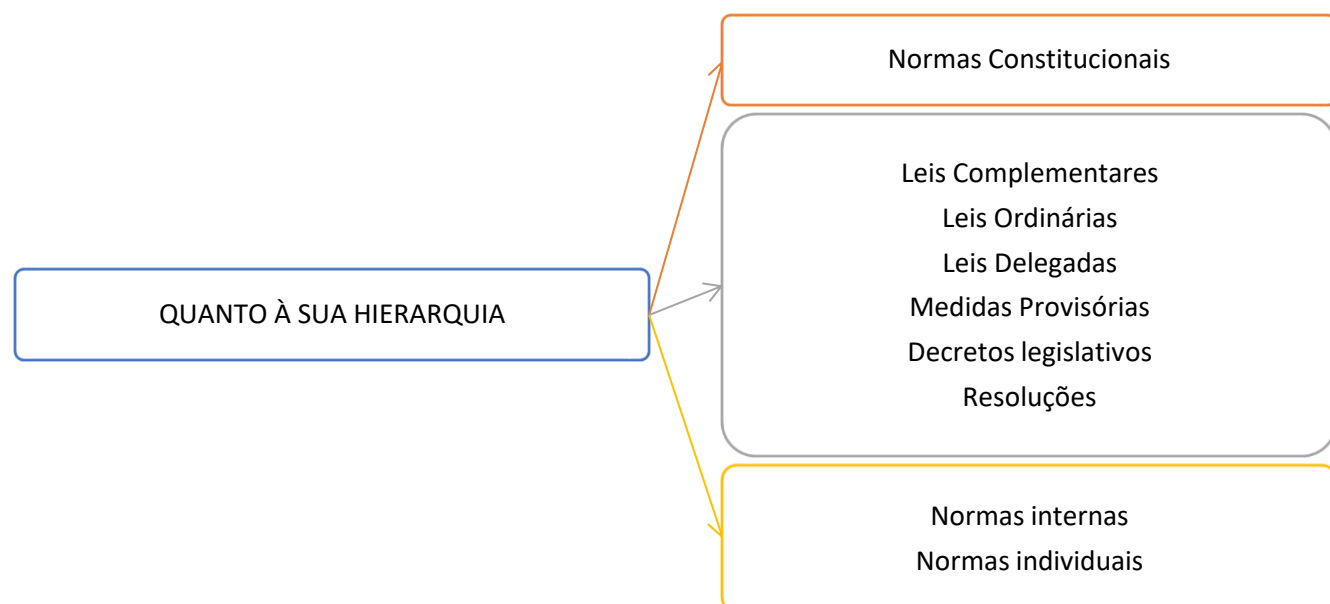 QUANTO À SUA HIERARQUIA
Normas Constitucionais
Leis Complementares
Leis Ordinárias
Leis Delegadas
Medidas Provisórias
Decretos legislativos
Resoluções
Normas internas
Normas individuais